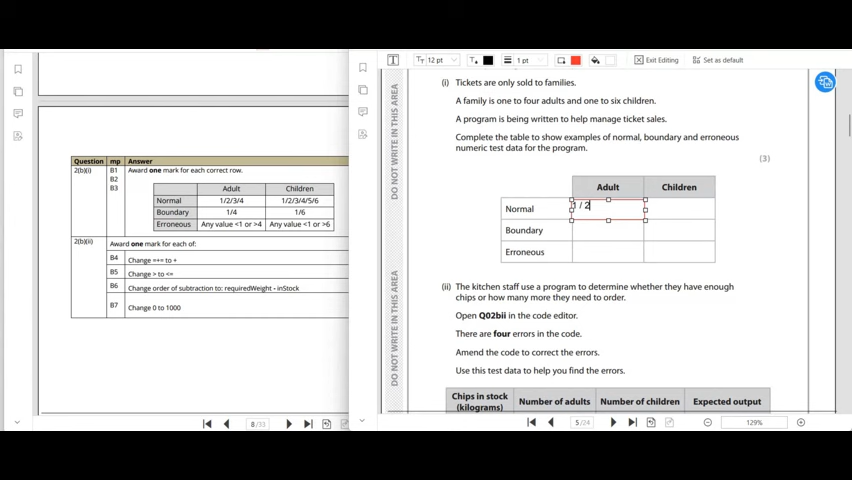 12 pt
1 pt
Exit Editing
Set as default
Question mp Answer
2(b)(i) B1 Award one mark for each correct row.
B2
B3
Adult Children
Normal 1/2/3/4 1/2/3/4/5/6
Boundary 1/4 1/6
Erroneous Any value <1 or >4 Any value <1 or >6
2(b)(ii) Award one mark for each of:
B4 Change =+= to +
B5 Change > to <=
B6 Change order of subtraction to: requiredWeight - inStock
B7 Change 0 to 1000
8 /33
DO NOT WRITE IN THIS AREA
DO NOT WRITE IN THIS AREA
(i) Tickets are only sold to families.
A family is one to four adults and one to six children.
A program is being written to help manage ticket sales.
Complete the table to show examples of normal, boundary and erroneous
numeric test data for the program.
(3)
Adult Children
Normal 1 / 2
Boundary
Erroneous
(ii) The kitchen staff use a program to determine whether they have enough
chips or how many more they need to order.
Open Q02bii in the code editor.
There are four errors in the code.
Amend the code to correct the errors.
Use this test data to help you find the errors.
Chips in stock
(kilograms) Number of adults Number of children Expected output
5 /24
129%